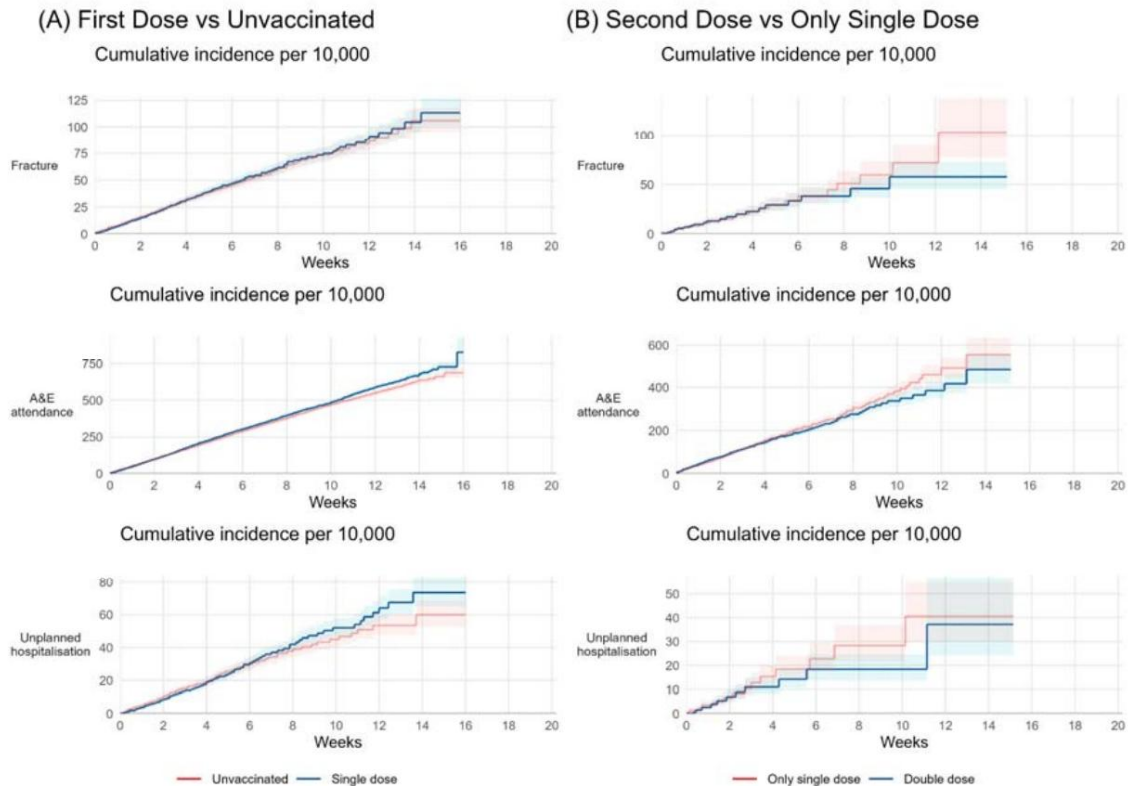 (A) First Dose vs Unvaccinated
Cumulative incidence per 10,000
125
100
75
50
25
0
Fracture
0 2 4 6 8 10 12 14 16 18 20
Weeks
Cumulative incidence per 10,000
750
500
250
0
A&E
attendance
0 2 4 6 8 10 12 14 16 18 20
Weeks
Cumulative incidence per 10,000
80
60
40
20
0
Unplanned
hospitalisation
0 2 4 6 8 10 12 14 16 18 20
Weeks
Unvaccinated Single dose
(B) Second Dose vs Only Single Dose
Cumulative incidence per 10,000
100
50
0
Fracture
0 2 4 6 8 10 12 14 16 18 20
Weeks
Cumulative incidence per 10,000
600
400
200
0
A&E
attendance
0 2 4 6 8 10 12 14 16 18 20
Weeks
Cumulative incidence per 10,000
50
40
30
20
10
0
Unplanned
hospitalisation
0 2 4 6 8 10 12 14 16 18 20
Weeks
Only single dose Double dose